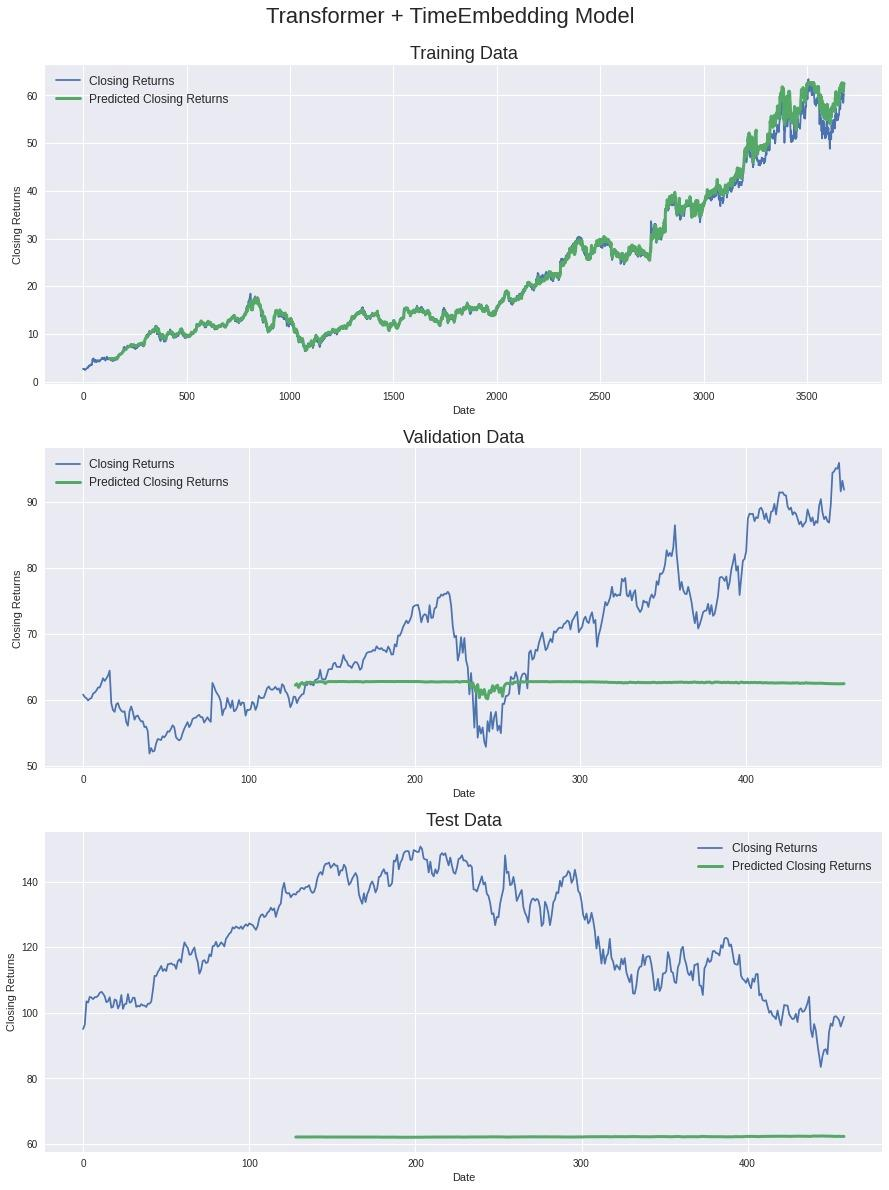 Transformer + TimeEmbedding Model
Training Data
Closing Returns
Predicted Closing Returns
60
50
40
30
20
10
0
Closing Returns
0 500 1000 1500 2000 2500 3000 3500
Date
Validation Data
Closing Returns
Predicted Closing Returns
90
80
70
60
50
Closing Returns
0 100 200 300 400
Date
Test Data
Closing Returns
Predicted Closing Returns
140
120
100
80
60
Closing Returns
0 100 200 300 400
Date